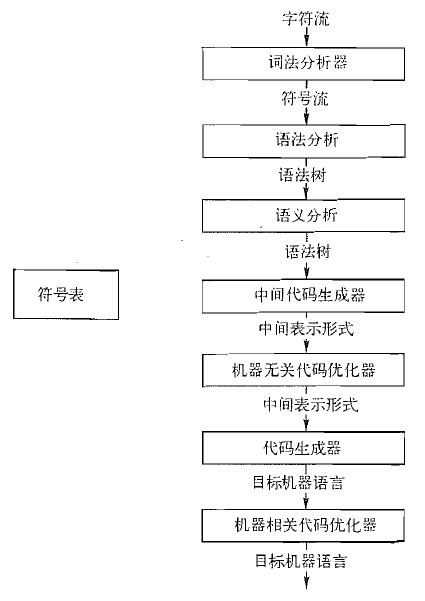 字符流
词法分析器
符号流
语法分析
语法树
语义分析
语法树
符号表
中间代码生成器
中间表示形式
机器无关代码优化器
中间表示形式
代码生成器
目标机器语言
机器相关代码优化器
目标机器语言